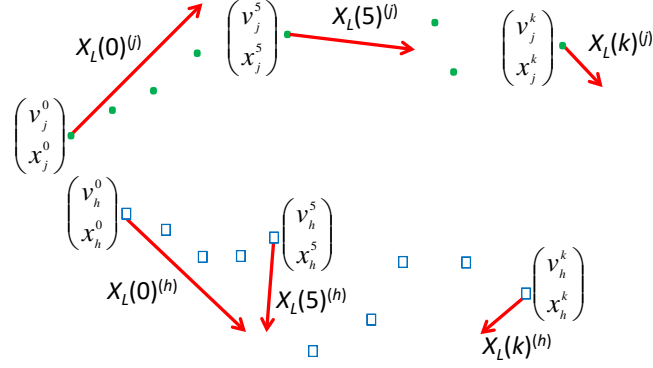 X_L(0)^(j)
(v_j^5
x_j^5)
X_L(5)^(j)
(v_j^k
x_j^k)
X_L(k)^(j)
(v_j^0
x_j^0)
(v_h^0
x_h^0)
X_L(0)^(h)
(v_h^5
x_h^5)
X_L(5)^(h)
(v_h^k
x_h^k)
X_L(k)^(h)